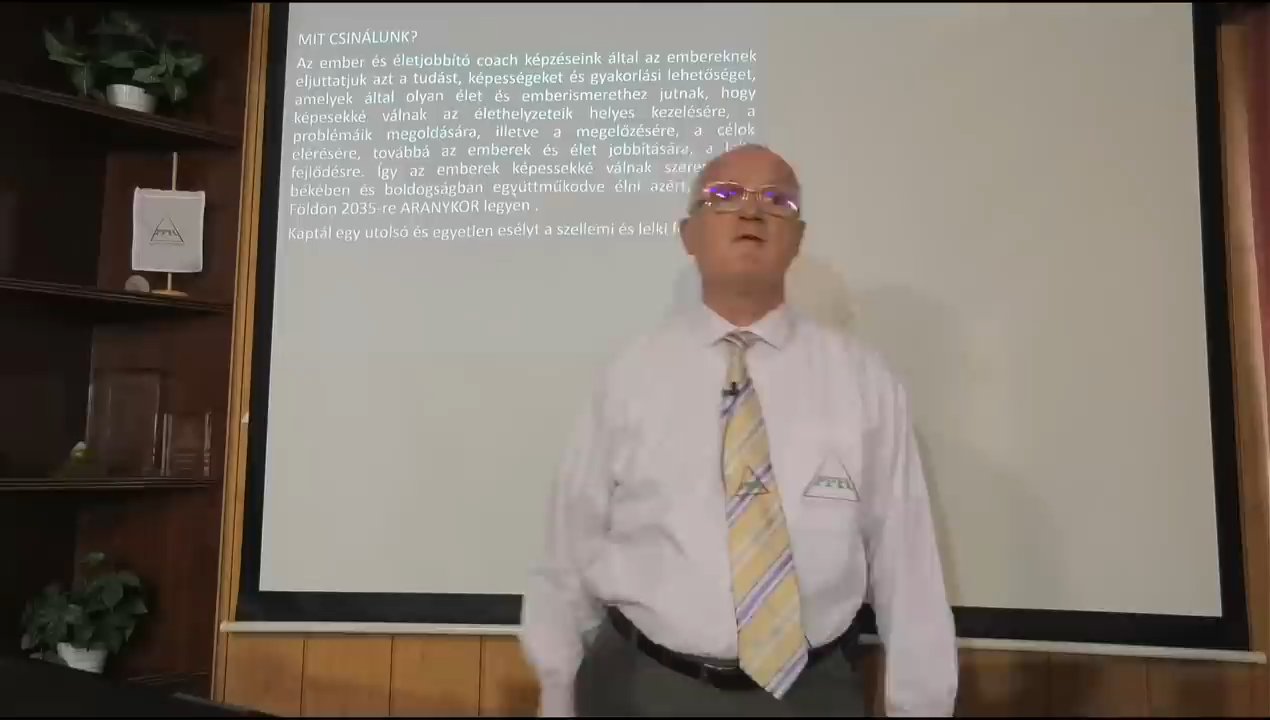 MIT CSINÁLUNK?
Az ember és életjobbító coach képzéseink által az embereknek
eljuttatjuk azt a tudást, képességeket és gyakorlási lehetőséget,
amelyek által olyan élet és emberismerethez jutnak, hogy
képesekké válnak az élethelyzeteik helyes kezelésére, a
problémáik megoldására, illetve a megelőzésére, a célok
elérésére, továbbá az emberek és élet jobbítására, a
fejlődésre. Így az emberek képessekké válnak
békében és boldogságban együttműködve élni azért,
Földön 2035-re ARANYKOR legyen .
Kaptál egy utolsó és egyetlen esélyt a szellemi és lelki